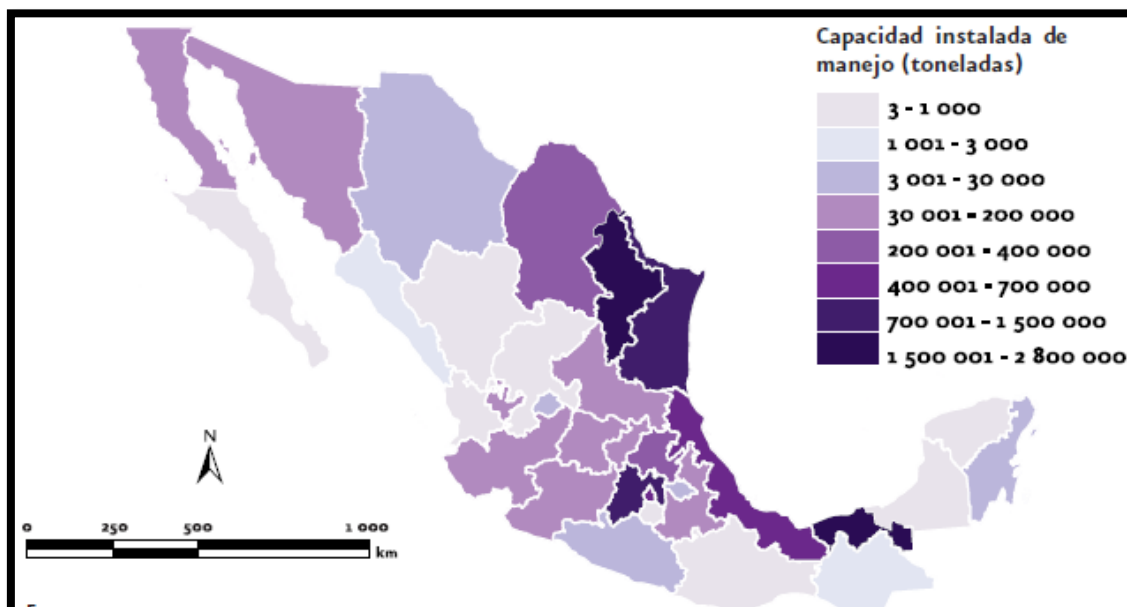 Capacidad instalada de
manejo (toneladas)
3 - 1 000
1 001 - 3 000
3 001 - 30 000
30 001 - 200 000
200 001 - 400 000
400 001 - 700 000
700 001 - 1 500 000
1 500 001 - 2 800 000
N
0 250 500 1 000
km